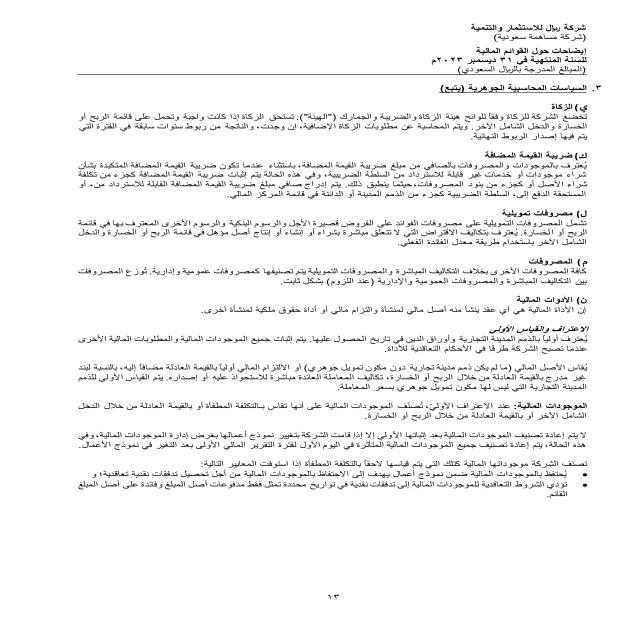 شركة ريال للاستثمار والتنمية
(شركة مساهمة سعودية)
إيضاحات حول القوائم المالية
للسنة المنتهية في ٣١ ديسمبر ٢٠٢٣م
(المبالغ المدرجة بالريال السعودي)
٣. السياسات المحاسبية الجوهرية (يتبع)
ي) الزكاة
تخضع الشركة للزكاة وفقاً للوائح هيئة الزكاة والضريبة والجمارك ("الهيئة"). تستحق الزكاة إذا كانت واجبة وتحمل على قائمة الربح أو
الخسارة والدخل الشامل الآخر. ويتم المحاسبة عن مطلوبات الزكاة الإضافية، إن وجدت، والناتجة من ربوط سنوات سابقة في الفترة التي
يتم فيها إصدار الربوط النهائية.
ك) ضريبة القيمة المضافة
يُعترف بالموجودات والمصروفات بالصافي من مبلغ ضريبة القيمة المضافة، باستثناء عندما تكون ضريبة القيمة المضافة المتكبدة بشأن
شراء موجودات أو خدمات غير قابلة للاسترداد من السلطة الضريبية، وفي هذه الحالة يتم إثبات ضريبة القيمة المضافة كجزء من تكلفة
شراء الأصل أو كجزء من بنود المصروفات، حيثما ينطبق ذلك. يتم إدراج صافي مبلغ ضريبة القيمة المضافة القابلة للاسترداد من، أو
المستحقة الدفع إلى، السلطة الضريبية كجزء من الذمم المدينة أو الدائنة في قائمة المركز المالي.
ل) مصروفات تمويلية
تشمل المصروفات التمويلية على مصروفات الفوائد على القروض قصيرة الأجل والرسوم البنكية والرسوم الأخرى المعترف بها في قائمة
الربح أو الخسارة. يُعترف بتكاليف الاقتراض التي لا تتعلق مباشرة بشراء أو إنشاء أو إنتاج أصل مؤهل في قائمة الربح أو الخسارة والدخل
الشامل الآخر باستخدام طريقة معدل الفائدة الفعلي.
م) المصروفات
كافة المصروفات الأخرى بخلاف التكاليف المباشرة والمصروفات التمويلية يتم تصنيفها كمصروفات عمومية وإدارية. تُوزع المصروفات
بين التكاليف المباشرة والمصروفات العمومية والإدارية (عند اللزوم) بشكل ثابت.
ن) الأدوات المالية
إن الأداة المالية هي أي عقد ينشأ منه أصل مالي لمنشأة والتزام مالي أو أداة حقوق ملكية لمنشأة أخرى.
الاعتراف والقياس الأولي
يُعترف أولياً بالذمم المدينة التجارية وأوراق الدين في تاريخ الحصول عليها. يتم إثبات جميع الموجودات المالية والمطلوبات المالية الأخرى
عندما تصبح الشركة طرفًا في الأحكام التعاقدية للأداة.
يُقاس الأصل المالي (ما لم يكن ذمم مدينة تجارية دون مكون تمويل جوهري) أو الالتزام المالي أولياً بالقيمة العادلة مضافاً إليه، بالنسبة لبند
غير مدرج بالقيمة العادلة من خلال الربح أو الخسارة، تكاليف المعاملة العائدة مباشرة للاستحواذ عليه أو إصداره. يتم القياس الأولي للذمم
المدينة التجارية التي ليس لها مكون تمويل جوهري بسعر المعاملة.
الموجودات المالية: عند الاعتراف الأوليّ، تُصنّف الموجودات المالية على أنها تقاس بالتكلفة المطفأة أو بالقيمة العادلة من خلال الدخل
الشامل الآخر أو بالقيمة العادلة من خلال الربح أو الخسارة.
لا يتم إعادة تصنيف الموجودات المالية بعد إثباتها الأولي إلا إذا قامت الشركة بتغيير نموذج أعمالها بغرض إدارة الموجودات المالية، وفي
هذه الحالة، يتم إعادة تصنيف جميع الموجودات المالية المتأثرة في اليوم الأول لفترة التقرير المالي الأولى بعد التغير في نموذج الأعمال.
تصنف الشركة موجوداتها المالية كتلك التي يتم قياسها لاحقاً بالتكلفة المطفأة إذا استوفت المعايير التالية:
• يُحتفظ بالموجودات المالية ضمن نموذج أعمال يهدف إلى الاحتفاظ بالموجودات المالية من أجل تحصيل تدفقات نقدية تعاقدية؛ و
• تؤدي الشروط التعاقدية للموجودات المالية إلى تدفقات نقدية في تواريخ محددة تمثل فقط مدفوعات أصل المبلغ وفائدة على أصل المبلغ
القائم.
١٣